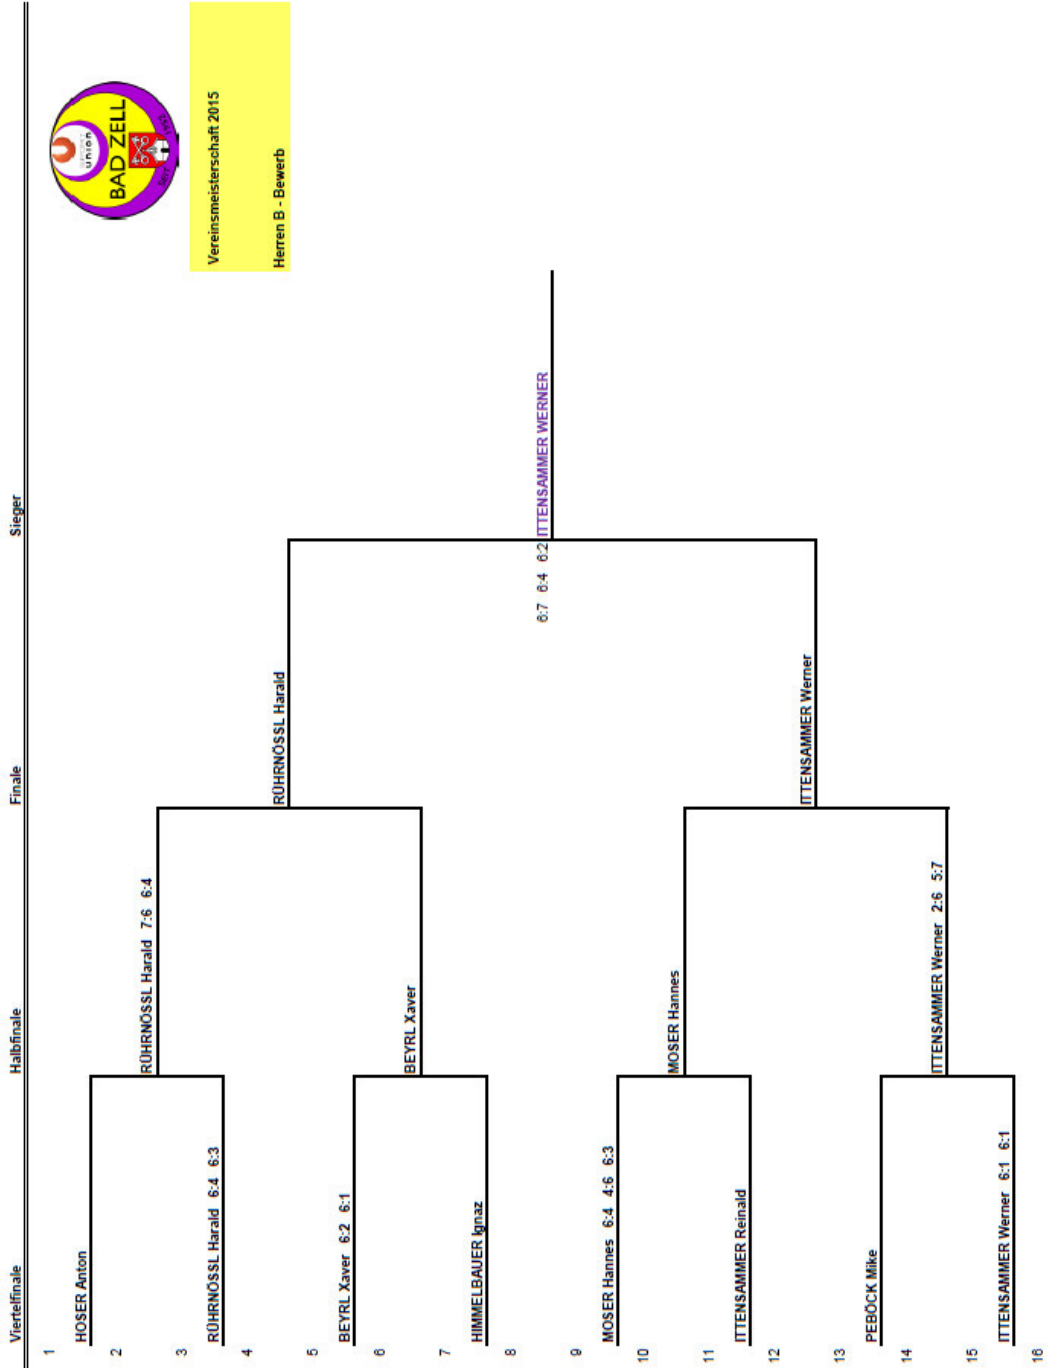 Viertelfinale Halbfinale Finale Sieger
1
HOSER Anton
2
RÜHRNÖSSL Harald 7:6 6:4
3
RÜHRNÖSSL Harald 6:4 6:3
4
RÜHRNÖSSL Harald
5
BEYRL Xaver 6:2 6:1
6
BEYRL Xaver
7
HIMMELBAUER Ignaz
8
6:7 6:4 6:2 ITTENSAMMER WERNER
9
MOSER Hannes 6:4 4:6 6:3
10
MOSER Hannes
11
ITTENSAMMER Reinald
12
ITTENSAMMER Werner
13
PEBÖCK Mike
14
ITTENSAMMER Werner 2:6 5:7
15
ITTENSAMMER Werner 6:1 6:1
16
union
BAD ZELL
Vereinsmeisterschaft 2015
Herren B - Bewerb